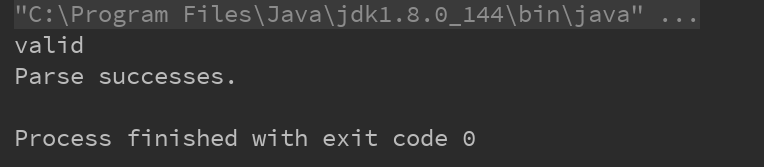 "C:\Program Files\Java\jdk1.8.0_144\bin\java" ...
valid
Parse successes.
Process finished with exit code 0